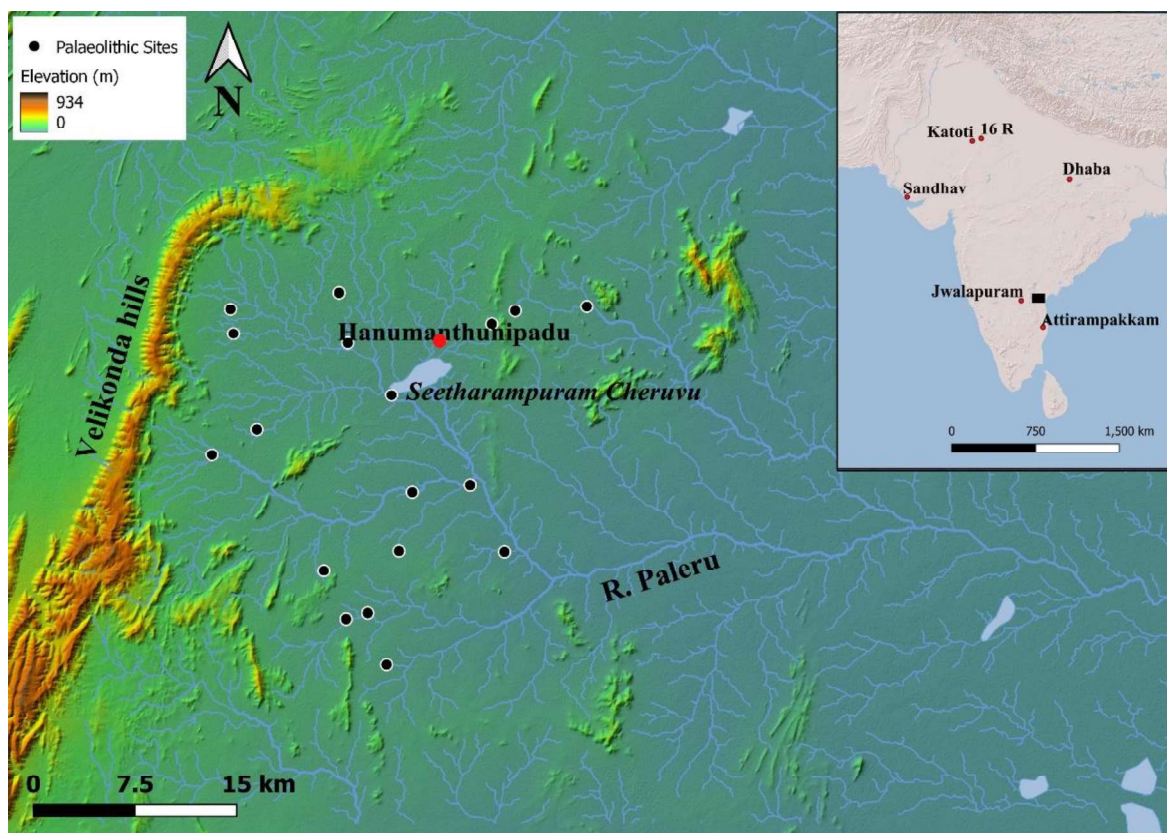 Palaeolithic Sites
Elevation (m)
934
0
N
Velikonda hills
Hanumanthunipadu
Seetharampuram Cheruvu
R. Paleru
0 7.5 15 km
Katoti 16 R
Dhaba
Sandhav
Jwalapuram
Attirampakkam
0 750 1,500 km